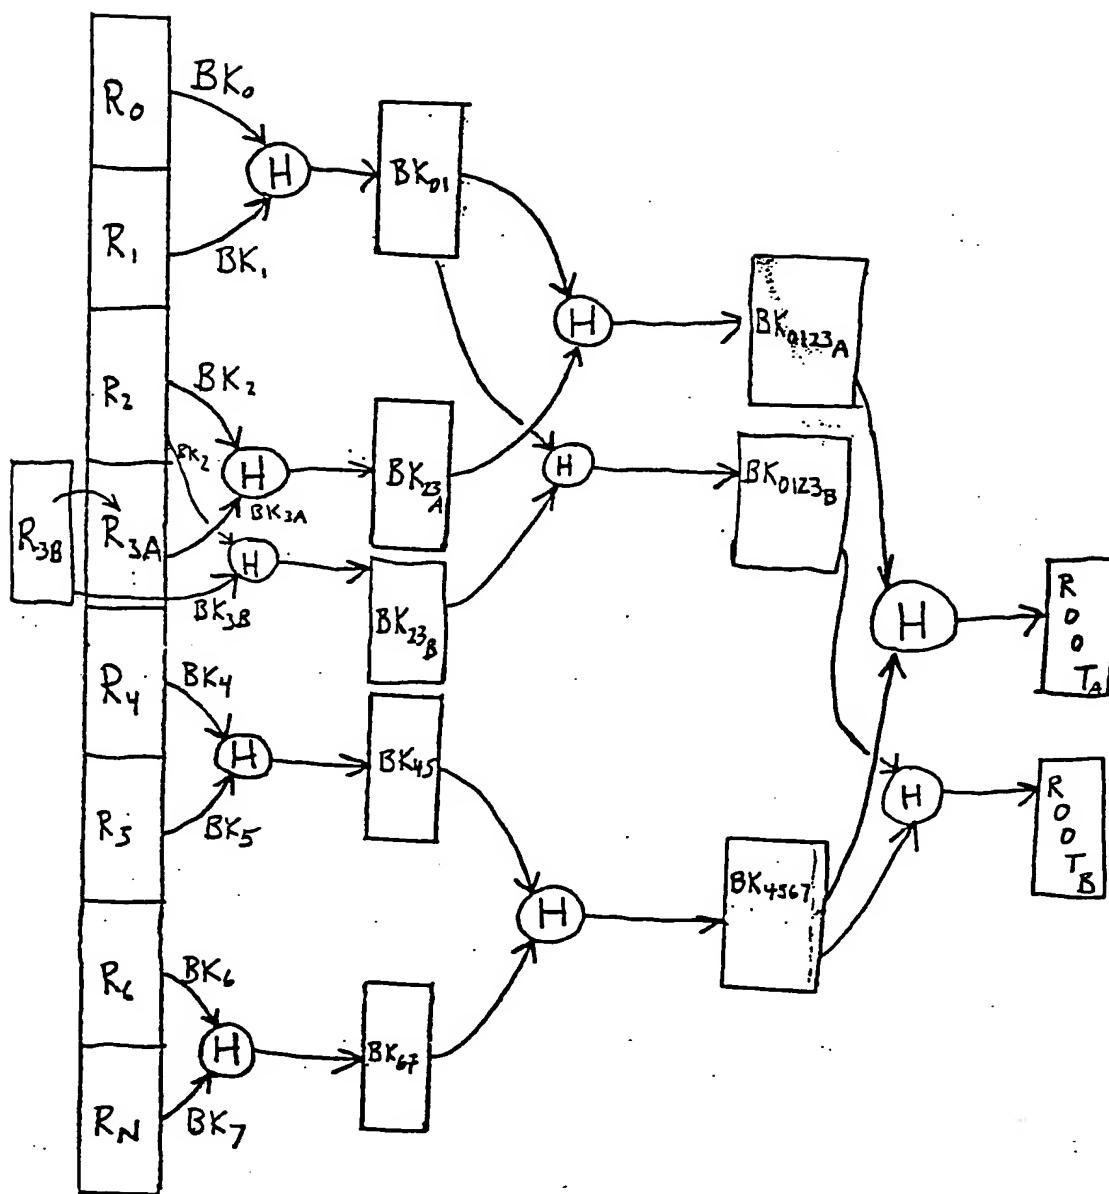 R0
BK0
H
BK01
R1
BK1
H
BK0123A
R2
BK2
BK2
H
BK23A
H
BK0123B
R3B
R3A
BK3A
H
BK3B
BK23B
H
ROOTA
R4
BK4
H
BK45
R5
BK5
H
ROOTB
BK4567
H
R6
BK6
H
BK67
RN
BK7